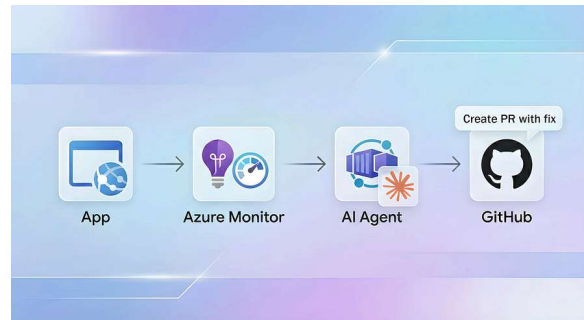 Create PR with fix
App
Azure Monitor
AI Agent
GitHub